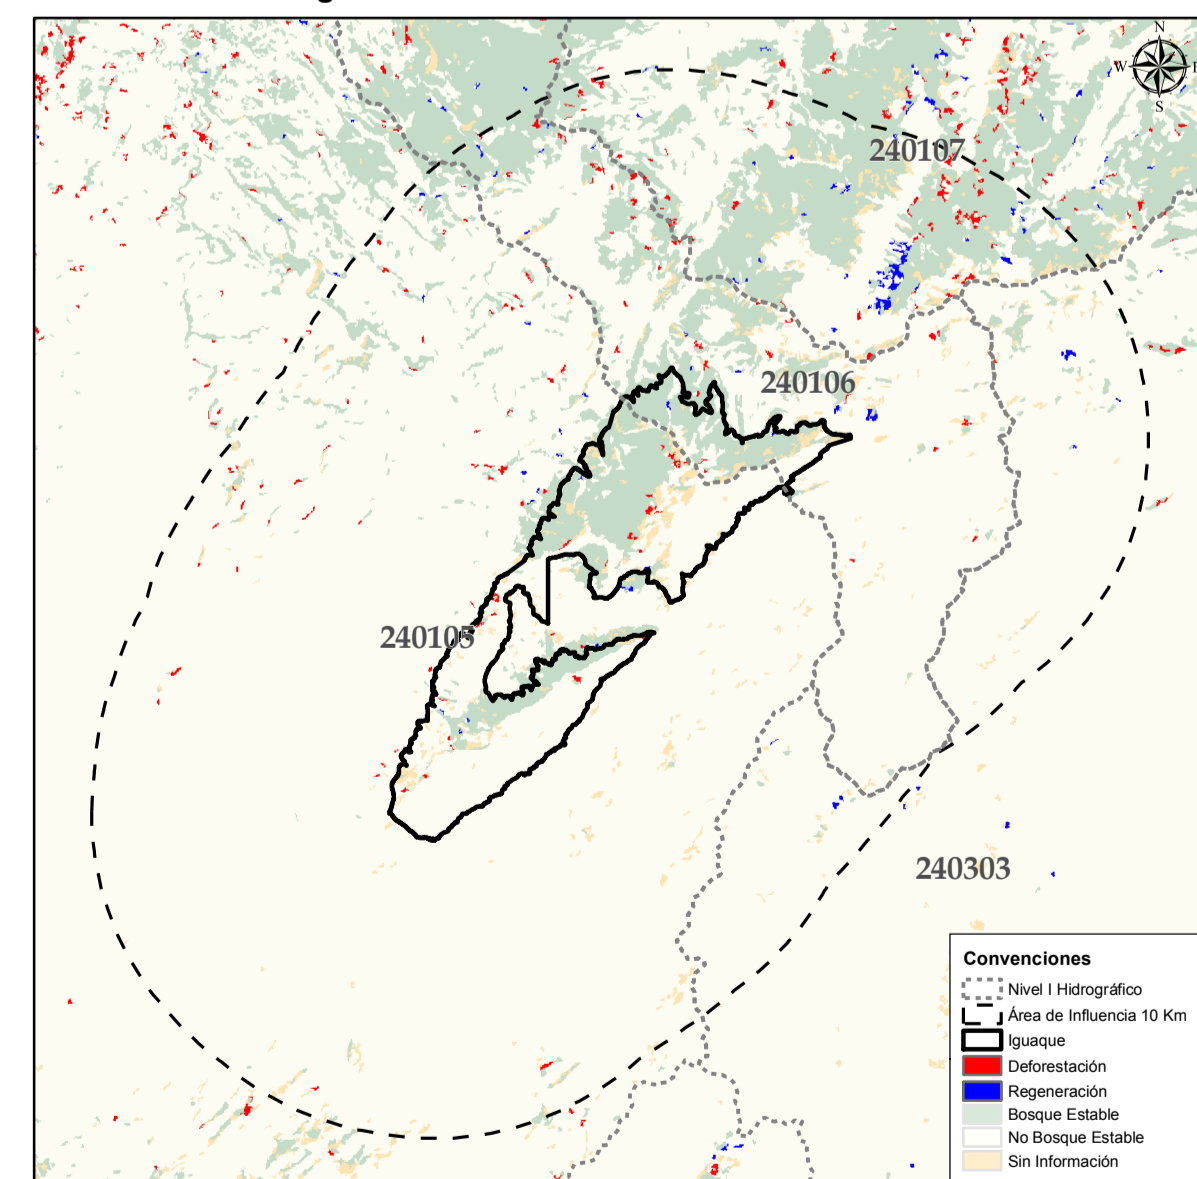 N
W
E
S
240107
240106
240105
240303
Convenciones
Nivel I Hidrográfico
Área de Influencia 10 Km
Iguaque
Deforestación
Regeneración
Bosque Estable
No Bosque Estable
Sin Información